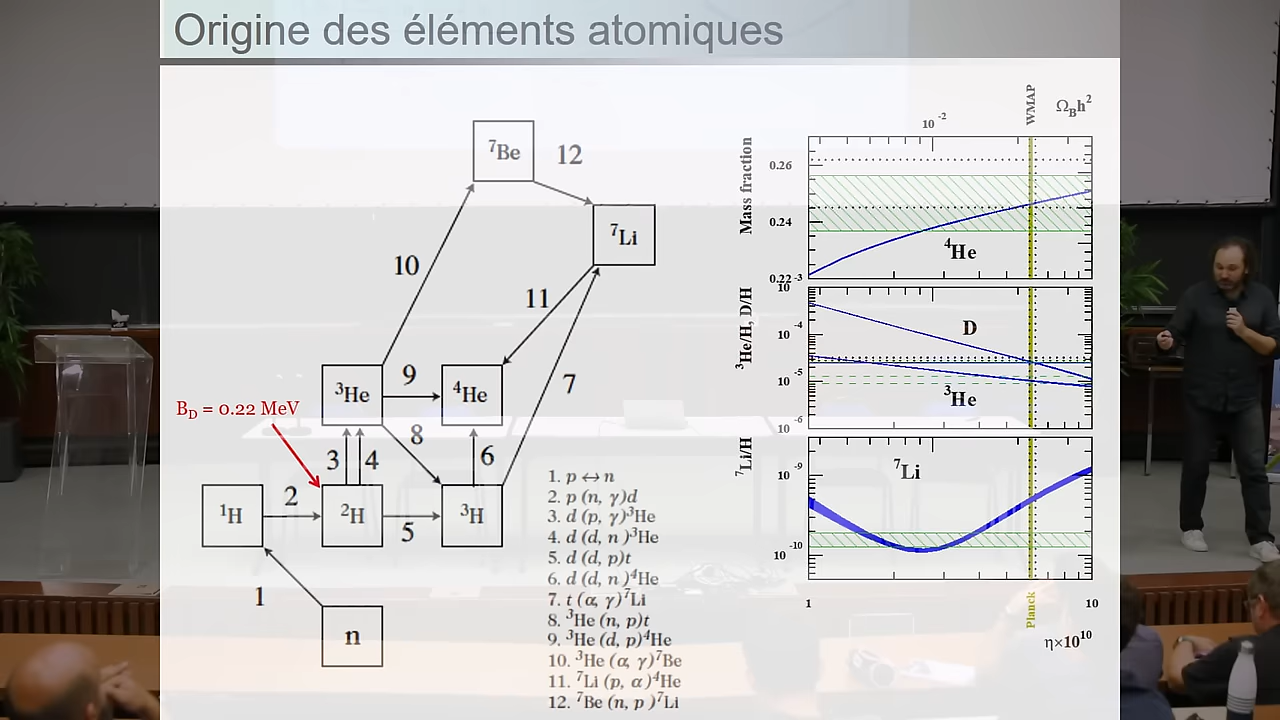 Origine des éléments atomiques
⁷Be
12
⁷Li
10
11
7
³He
9
⁴He
B_D = 0.22 MeV
8
3
4
6
¹H
2
²H
5
³H
1
n
1. p ↔ n
2. p (n, γ)d
3. d (p, γ)³He
4. d (d, n )³He
5. d (d, p)t
6. d (d, n )⁴He
7. t (α, γ)⁷Li
8. ³He (n, p)t
9. ³He (d, p)⁴He
10. ³He (α, γ)⁷Be
11. ⁷Li (p, α)⁴He
12. ⁷Be (n, p )⁷Li
10⁻²
WMAP
Ω_Bh²
Mass fraction
0.26
0.24
0.22
⁴He
³He/H, D/H
10⁻³
10⁻⁴
10⁻⁵
10⁻⁶
D
³He
⁷Li/H
10⁻⁹
10⁻¹⁰
⁷Li
1
Planck
10
η×10¹⁰